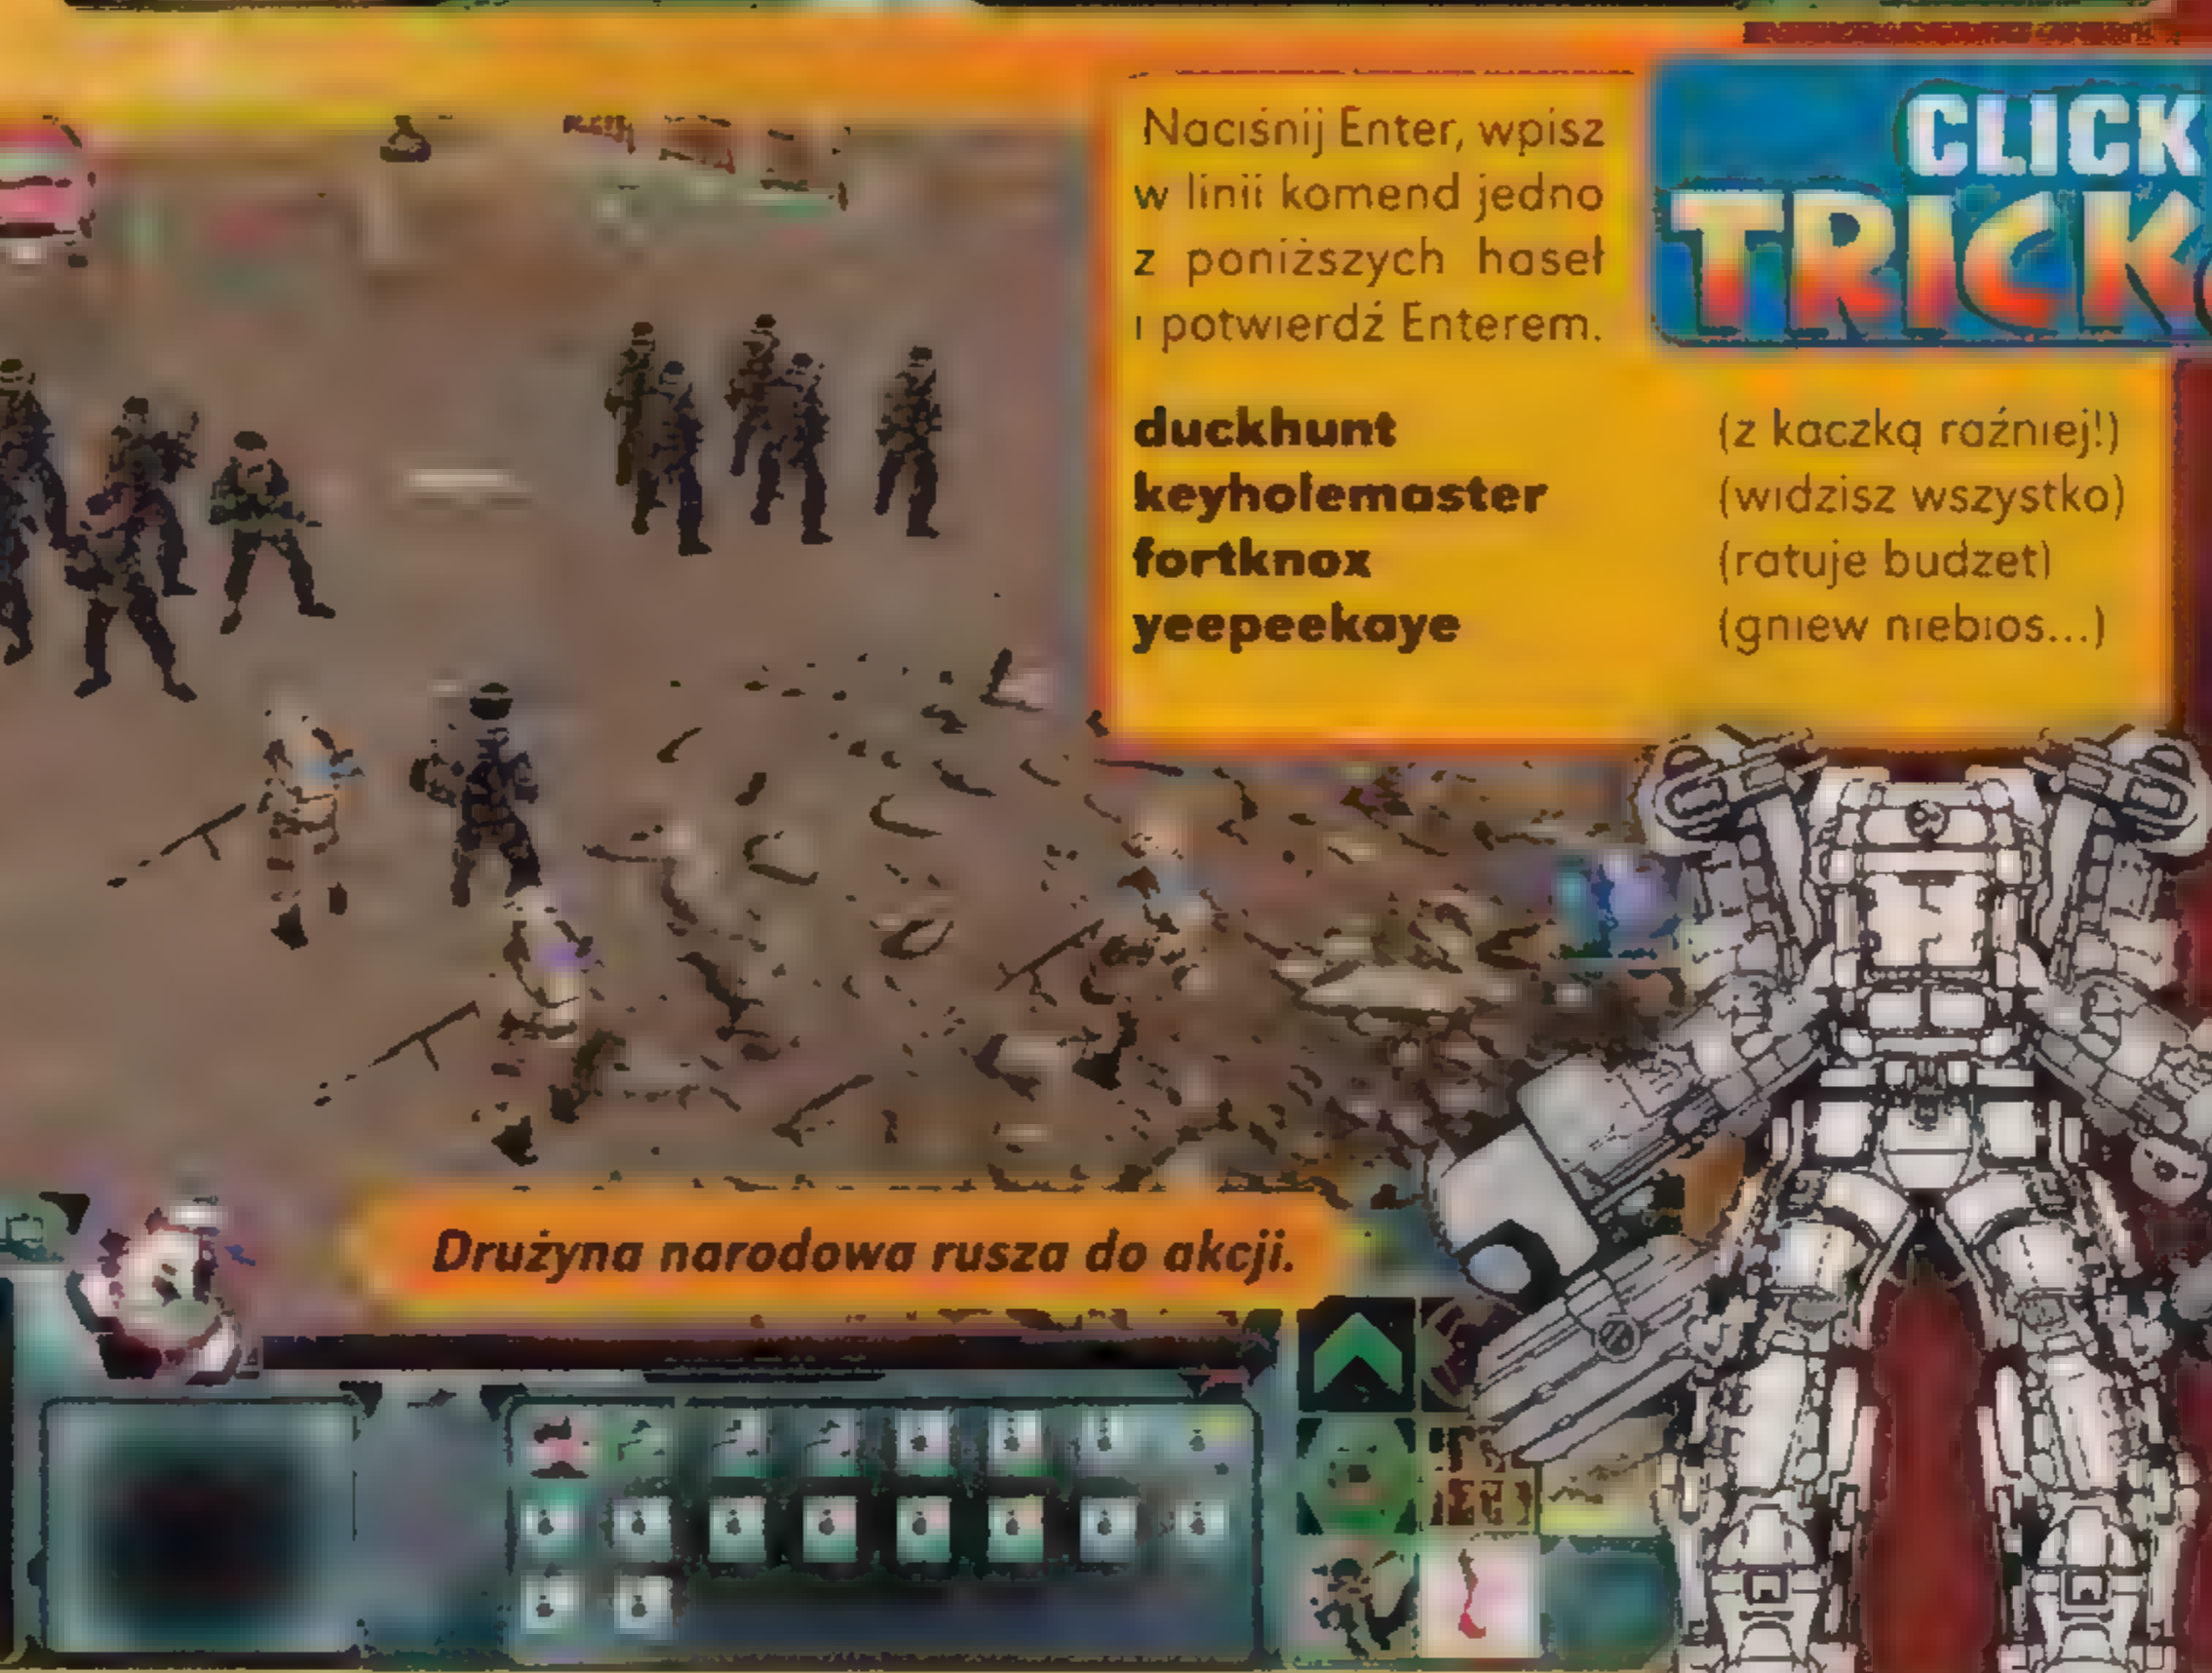 Naciśnij Enter, wpisz
w linii komend jedno
z poniższych haseł
i potwierdź Enterem.
CLICK
TRICK
duckhunt (z kaczką raźniej!)
keyholemaster (widzisz wszystko)
fortknox (ratuje budzet)
yeepeekaye (gniew niebios...)
Drużyna narodowa rusza do akcji.